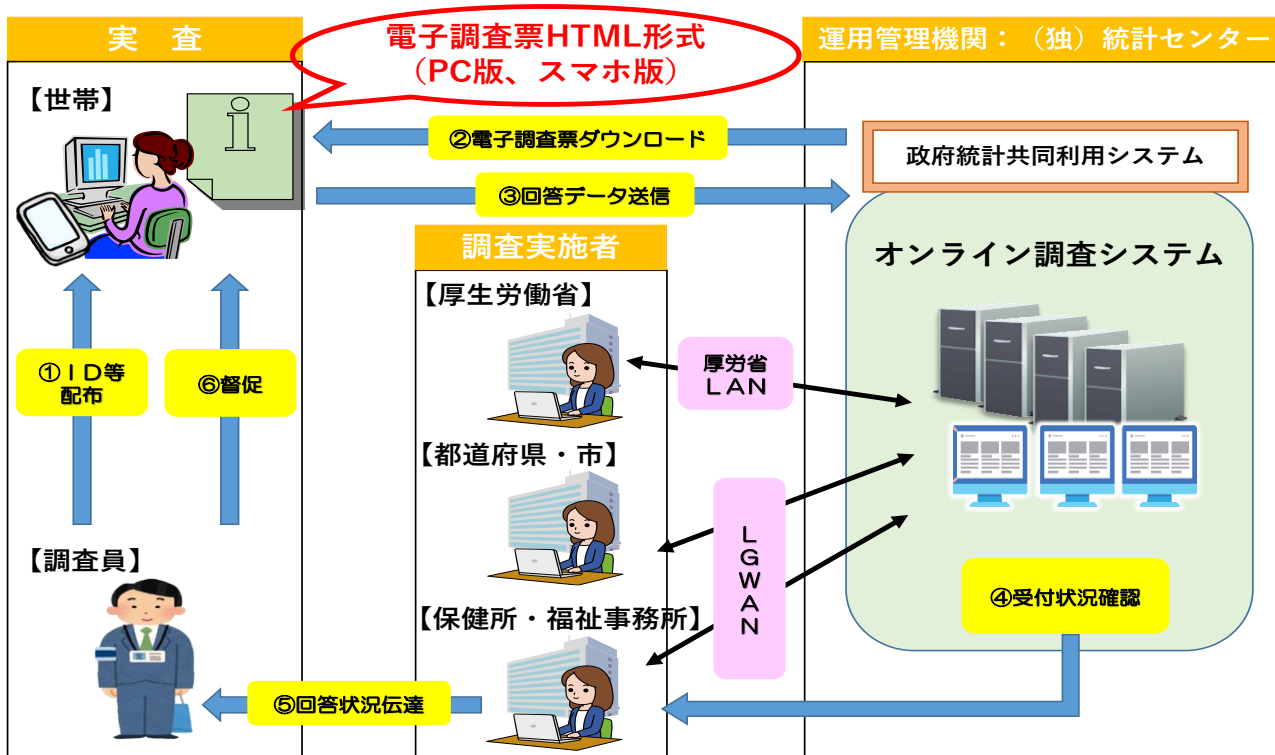 実　査
電子調査票HTML形式
（PC版、スマホ版）
運用管理機関：（独）統計センター
【世帯】
i
②電子調査票ダウンロード
政府統計共同利用システム
③回答データ送信
調査実施者
オンライン調査システム
【厚生労働省】
①ＩＤ等
配布
⑥督促
厚労省
ＬＡＮ
【都道府県・市】
Ｌ
Ｇ
Ｗ
Ａ
Ｎ
【調査員】
④受付状況確認
【保健所・福祉事務所】
⑤回答状況伝達